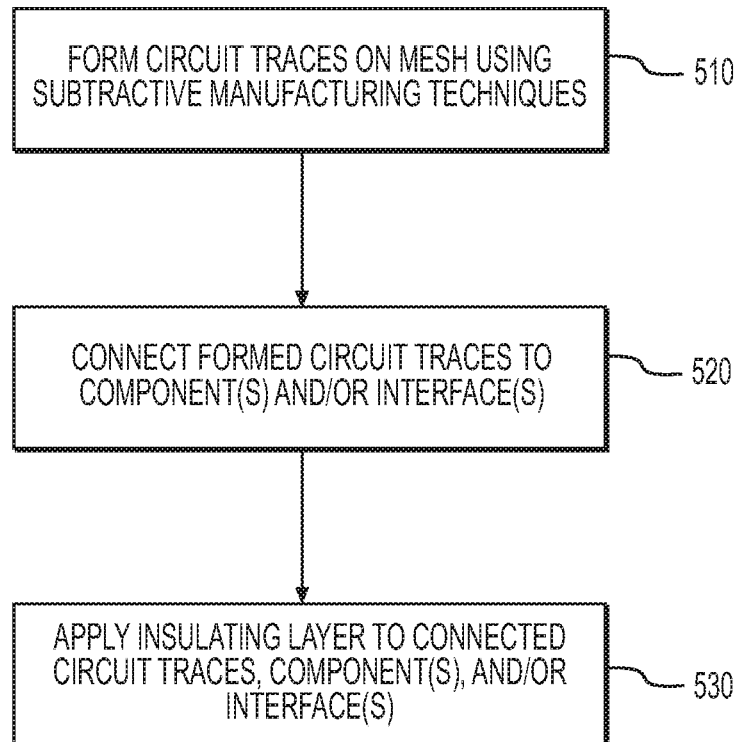 FORM CIRCUIT TRACES ON MESH USING
SUBTRACTIVE MANUFACTURING TECHNIQUES
510
CONNECT FORMED CIRCUIT TRACES TO
COMPONENT(S) AND/OR INTERFACE(S)
520
APPLY INSULATING LAYER TO CONNECTED
CIRCUIT TRACES, COMPONENT(S), AND/OR
INTERFACE(S)
530